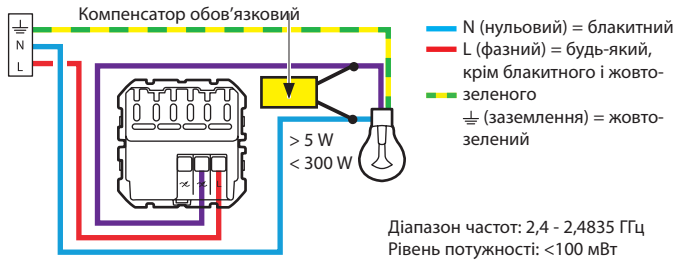 Компенсатор обов’язковий
N
L
N (нульовий) = блакитний
L (фазний) = будь-який,
крім блакитного і жовто-
зеленого
⏚ (заземлення) = жовто-
зелений
> 5 W
< 300 W
L
Діапазон частот: 2,4 - 2,4835 ГГц
Рівень потужності: <100 мВт